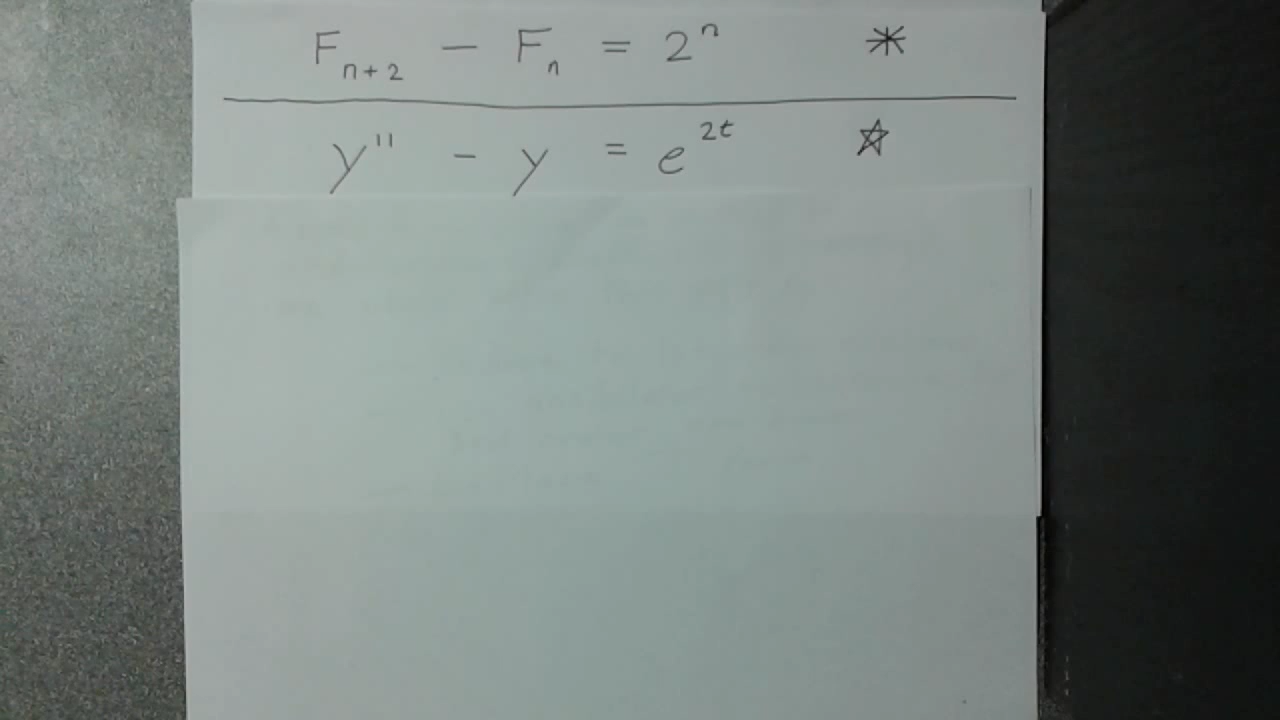 F_{n+2} - F_n = 2^n *
y'' - y = e^{2t} ☆